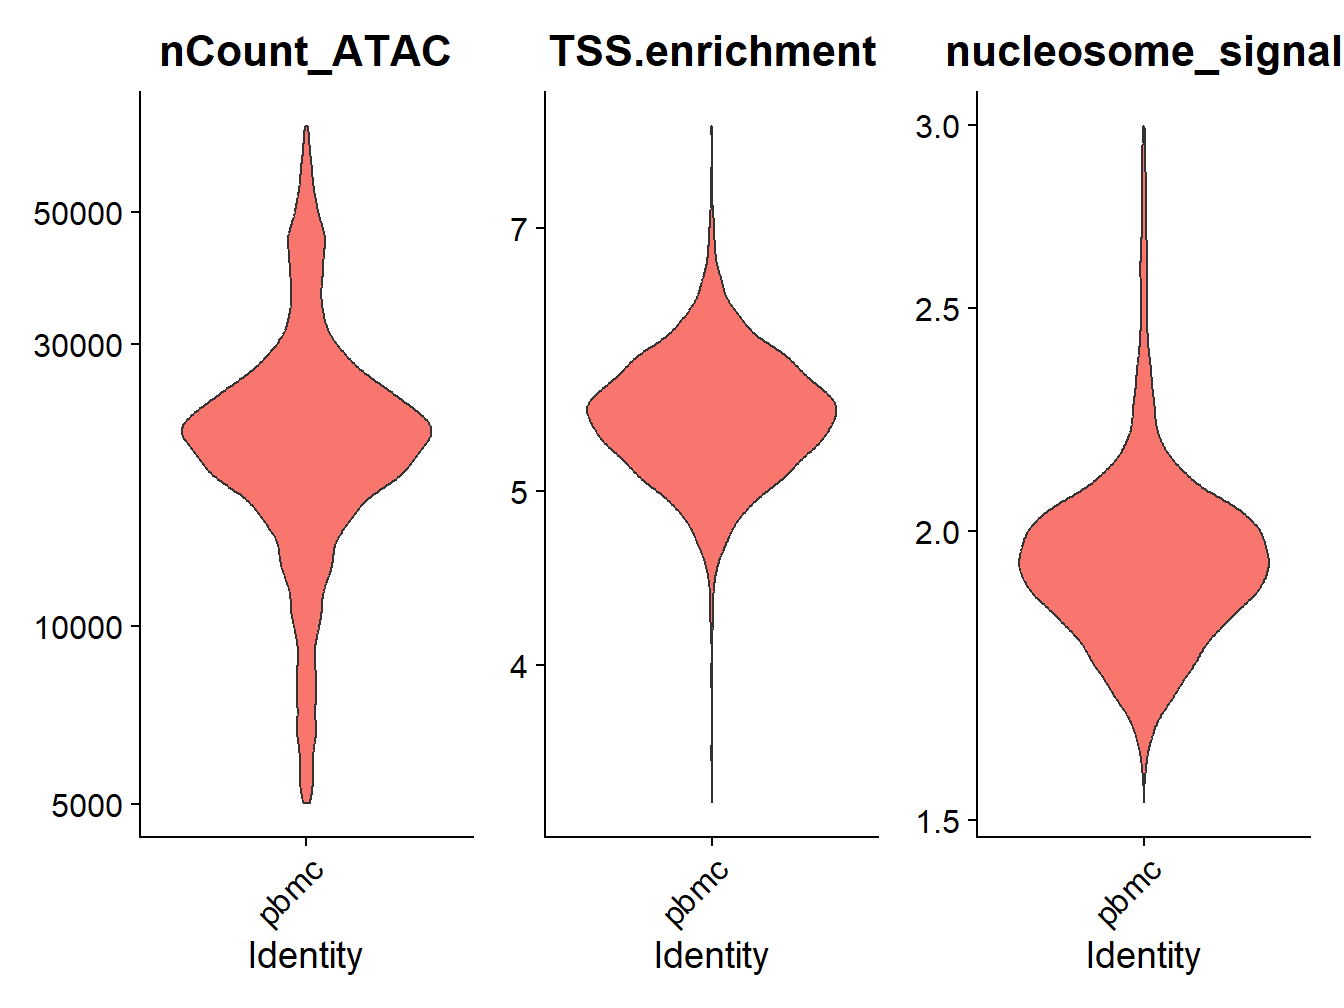 nCount_ATAC
50000
30000
10000
5000
pbmc
Identity
TSS.enrichment
7
5
4
pbmc
Identity
nucleosome_signal
3.0
2.5
2.0
1.5
pbmc
Identity